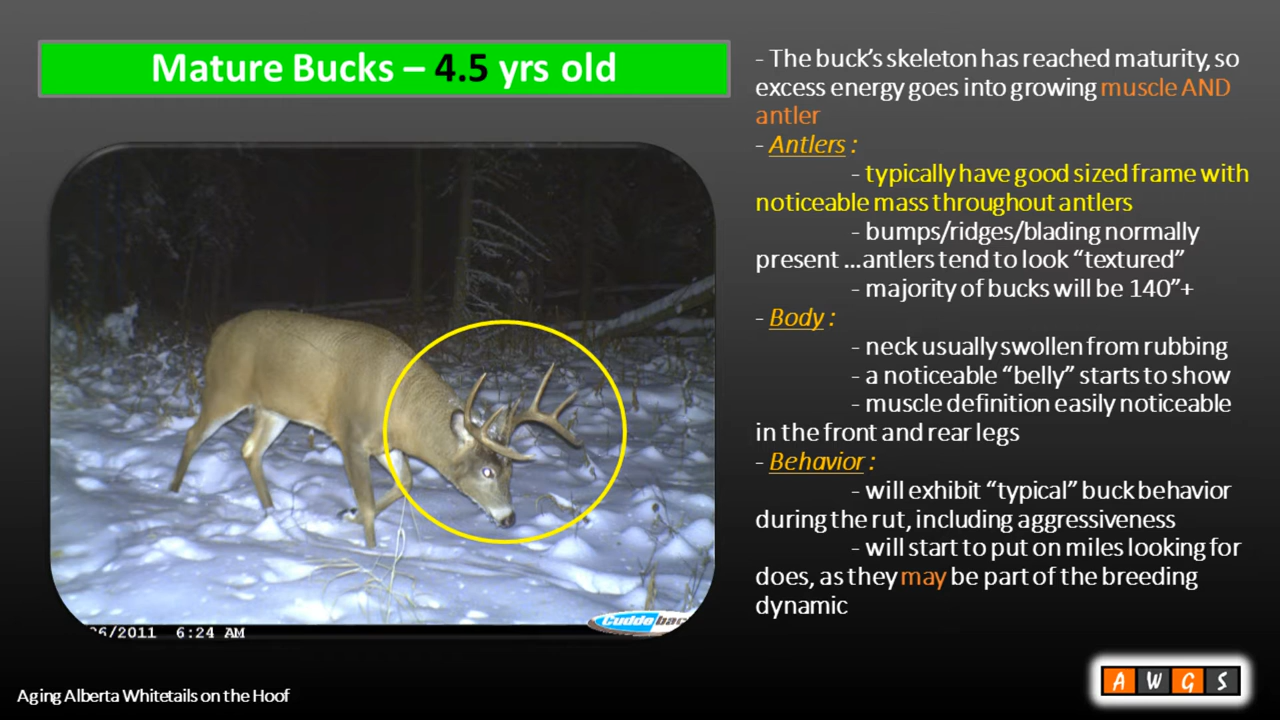 Mature Bucks – 4.5 yrs old
- The buck's skeleton has reached maturity, so
excess energy goes into growing muscle AND
antler
- Antlers :
- typically have good sized frame with
noticeable mass throughout antlers
- bumps/ridges/blading normally
present ...antlers tend to look "textured"
- majority of bucks will be 140"+
- Body :
- neck usually swollen from rubbing
- a noticeable "belly" starts to show
- muscle definition easily noticeable
in the front and rear legs
- Behavior :
- will exhibit "typical" buck behavior
during the rut, including aggressiveness
- will start to put on miles looking for
does, as they may be part of the breeding
dynamic
6/2011 6:24 AM
Cuddebac
Aging Alberta Whitetails on the Hoof
A W G S